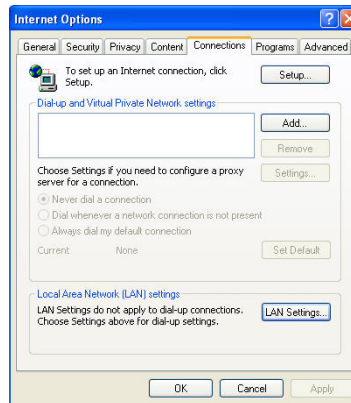 Internet Options
General Security Privacy Content Connections Programs Advanced
To set up an Internet connection, click
Setup.
Setup...
Dial-up and Virtual Private Network settings
Add...
Remove
Choose Settings if you need to configure a proxy
server for a connection.
Settings...
Never dial a connection
Dial whenever a network connection is not present
Always dial my default connection
Current None
Set Default
Local Area Network (LAN) settings
LAN Settings do not apply to dial-up connections.
Choose Settings above for dial-up settings.
LAN Settings...
OK Cancel Apply